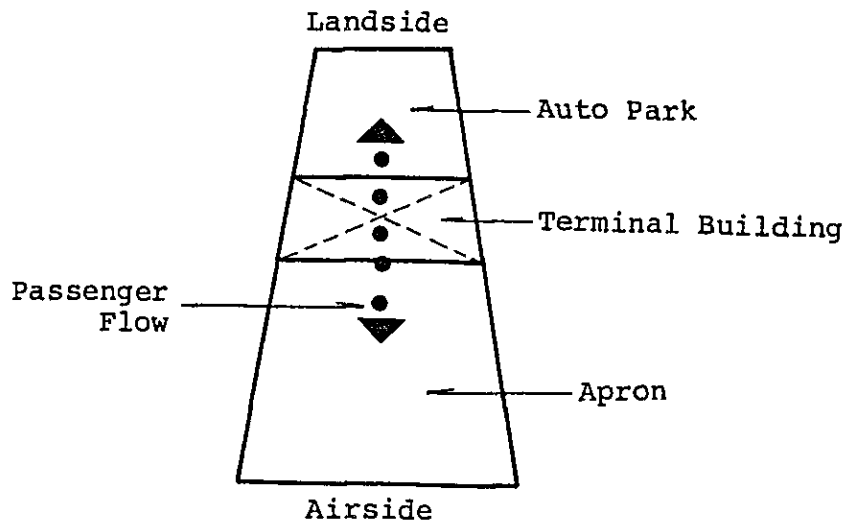 Landside
Auto Park
Terminal Building
Passenger
Flow
Apron
Airside